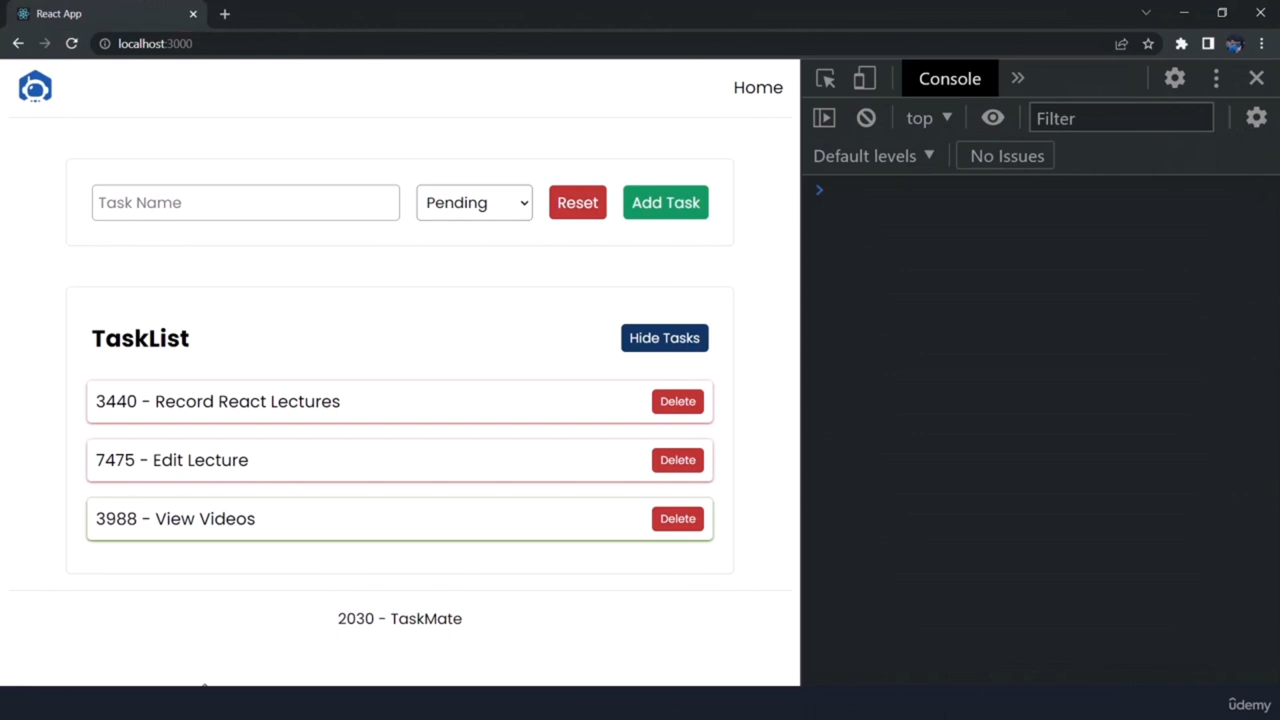 React App
localhost:3000
Home
Console
top
Filter
Default levels
No Issues
Task Name
Pending
Reset
Add Task
TaskList
Hide Tasks
3440 - Record React Lectures
Delete
7475 - Edit Lecture
Delete
3988 - View Videos
Delete
2030 - TaskMate
ûdemy